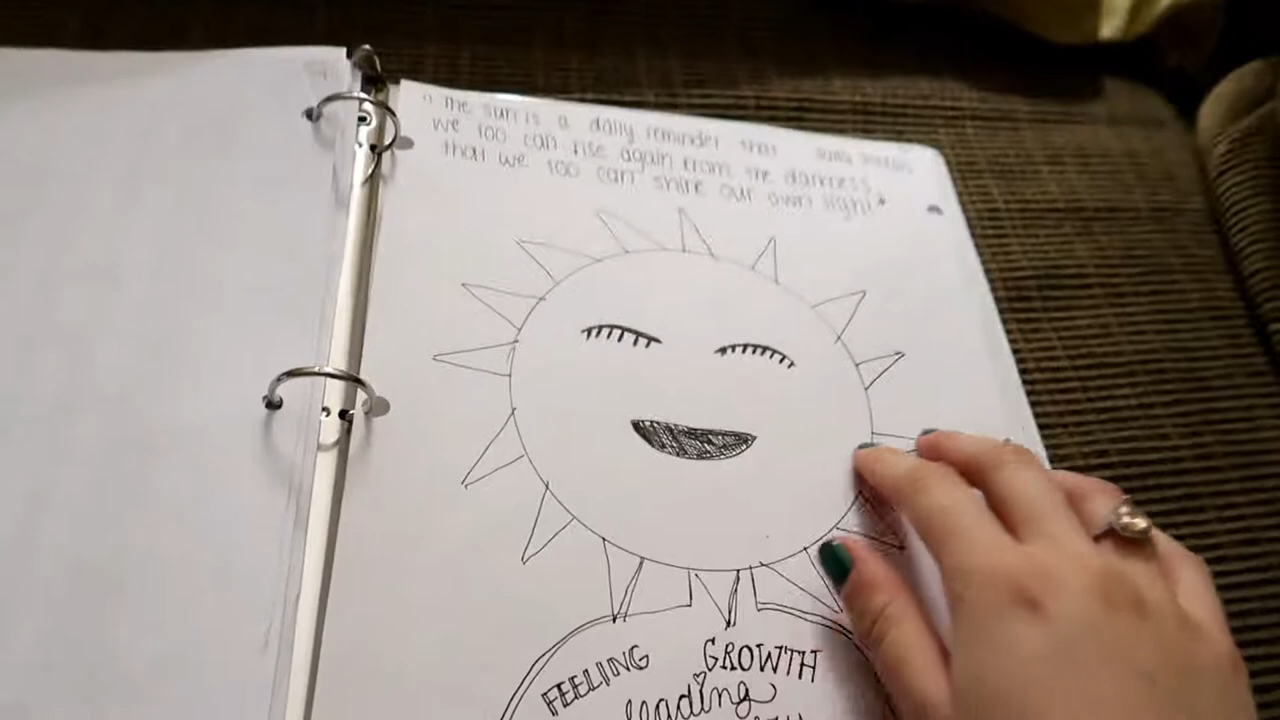 "The sun is a daily reminder that
we too can rise again from the darkness,
that we too can shine our own light"
FEELING GROWTH
leading